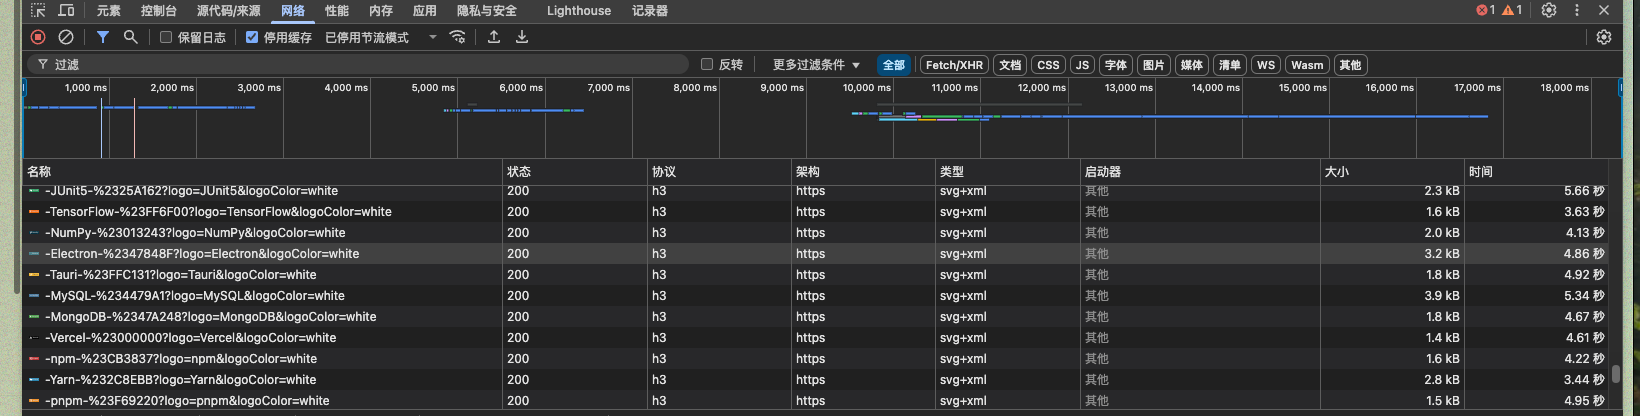 元素 控制台 源代码/来源 网络 性能 内存 应用 隐私与安全 Lighthouse 记录器 1 1
保留日志 停用缓存 已停用节流模式
过滤 反转 更多过滤条件 全部 Fetch/XHR 文档 CSS JS 字体 图片 媒体 清单 WS Wasm 其他
1,000 ms 2,000 ms 3,000 ms 4,000 ms 5,000 ms 6,000 ms 7,000 ms 8,000 ms 9,000 ms 10,000 ms 11,000 ms 12,000 ms 13,000 ms 14,000 ms 15,000 ms 16,000 ms 17,000 ms 18,000 ms
名称 状态 协议 架构 类型 启动器 大小 时间
-JUnit5-%2325A162?logo=JUnit5&logoColor=white 200 h3 https svg+xml 其他 2.3 kB 5.66 秒
-TensorFlow-%23FF6F00?logo=TensorFlow&logoColor=white 200 h3 https svg+xml 其他 1.6 kB 3.63 秒
-NumPy-%23013243?logo=NumPy&logoColor=white 200 h3 https svg+xml 其他 2.0 kB 4.13 秒
-Electron-%2347848F?logo=Electron&logoColor=white 200 h3 https svg+xml 其他 3.2 kB 4.86 秒
-Tauri-%23FFC131?logo=Tauri&logoColor=white 200 h3 https svg+xml 其他 1.8 kB 4.92 秒
-MySQL-%234479A1?logo=MySQL&logoColor=white 200 h3 https svg+xml 其他 3.9 kB 5.34 秒
-MongoDB-%2347A248?logo=MongoDB&logoColor=white 200 h3 https svg+xml 其他 1.8 kB 4.67 秒
-Vercel-%23000000?logo=Vercel&logoColor=white 200 h3 https svg+xml 其他 1.4 kB 4.61 秒
-npm-%23CB3837?logo=npm&logoColor=white 200 h3 https svg+xml 其他 1.6 kB 4.22 秒
-Yarn-%232C8EBB?logo=Yarn&logoColor=white 200 h3 https svg+xml 其他 2.8 kB 3.44 秒
-pnpm-%23F69220?logo=pnpm&logoColor=white 200 h3 https svg+xml 其他 1.5 kB 4.95 秒